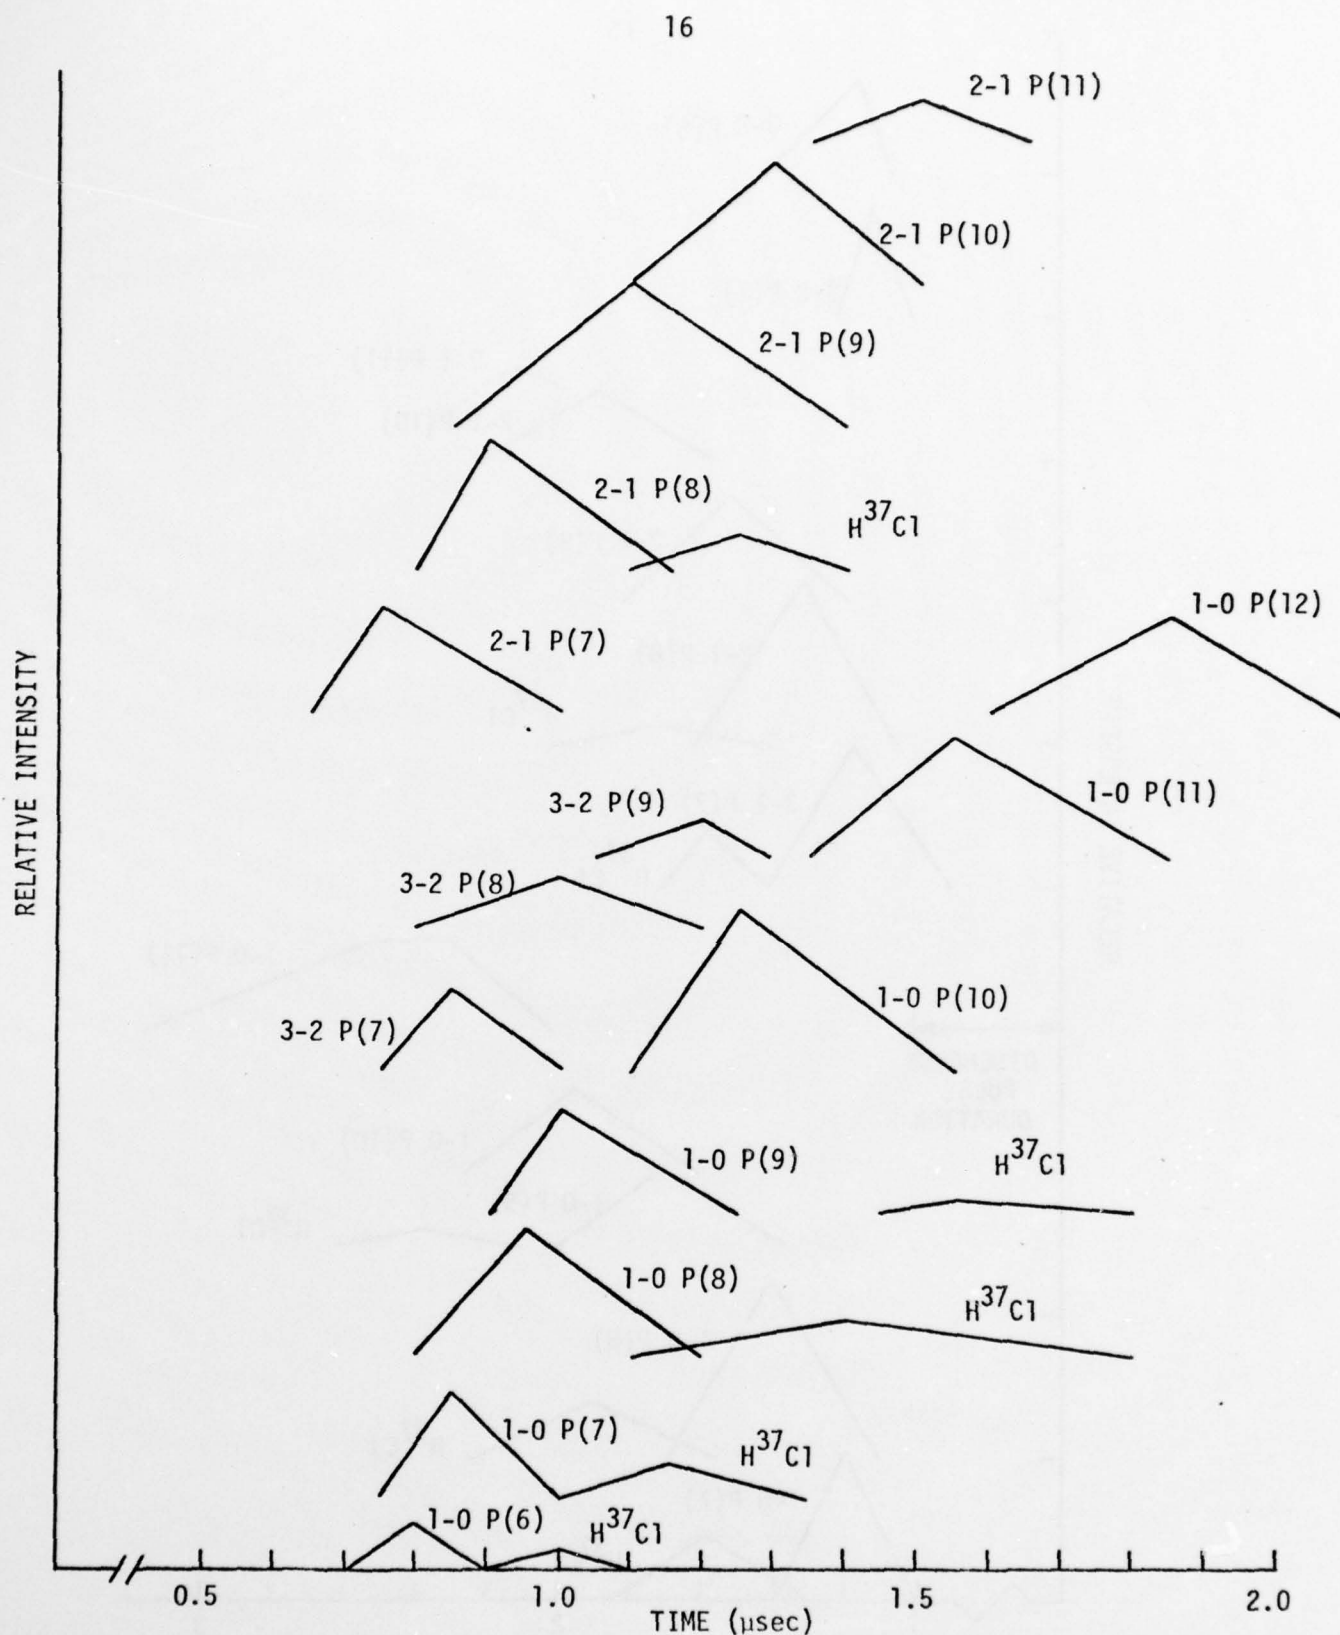 16
2-1 P(11)
2-1 P(10)
2-1 P(9)
2-1 P(8)
H³⁷Cl
1-0 P(12)
2-1 P(7)
RELATIVE INTENSITY
3-2 P(9)
1-0 P(11)
3-2 P(8)
1-0 P(10)
3-2 P(7)
1-0 P(9)
H³⁷Cl
1-0 P(8)
H³⁷Cl
1-0 P(7)
H³⁷Cl
1-0 P(6)
H³⁷Cl
0.5 1.0 1.5 2.0
TIME (µsec)